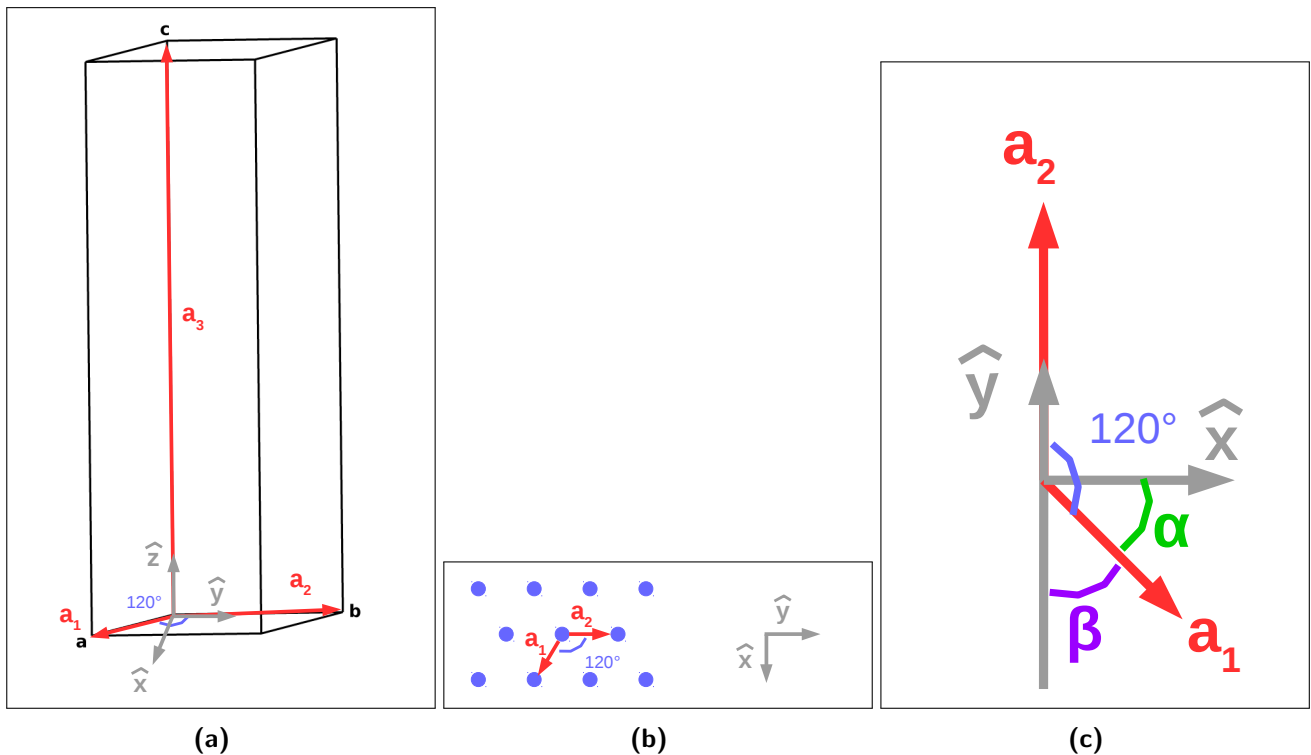 c
a₃
ẑ
ŷ
a₂
120°
a₁
a
b
x̂
(a)
a₂
a₁
120°
ŷ
x̂
(b)
a₂
ŷ
120°
x̂
α
β
a₁
(c)